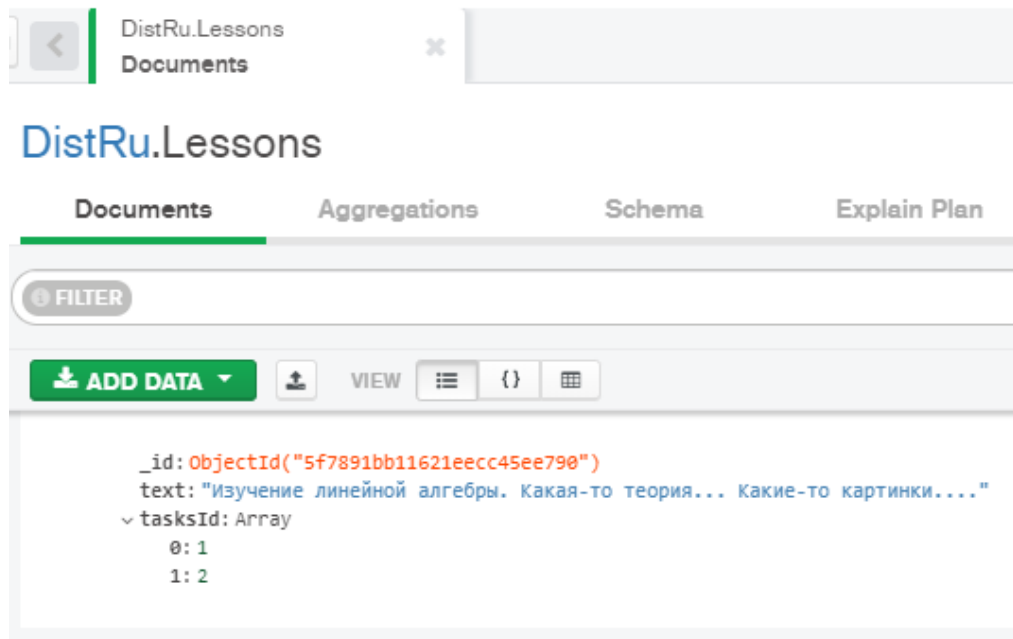 DistRu.Lessons
Documents
DistRu.Lessons
Documents Aggregations Schema Explain Plan
FILTER
ADD DATA VIEW {}
_id: ObjectId("5f7891bb11621eecc45ee790")
text: "Изучение линейной алгебры. Какая-то теория... Какие-то картинки...."
tasksId: Array
0: 1
1: 2